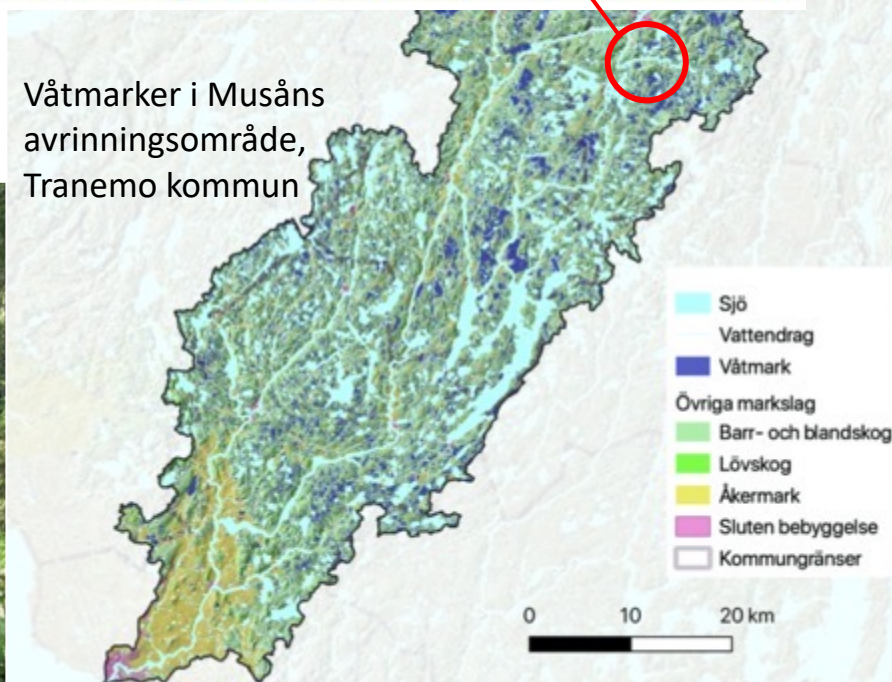 Våtmarker i Musåns
avrinningsområde,
Tranemo kommun
Sjö
Vattendrag
Våtmark
Övriga markslag
Barr- och blandskog
Lövskog
Åkermark
Sluten bebyggelse
Kommungränser
0 10 20 km